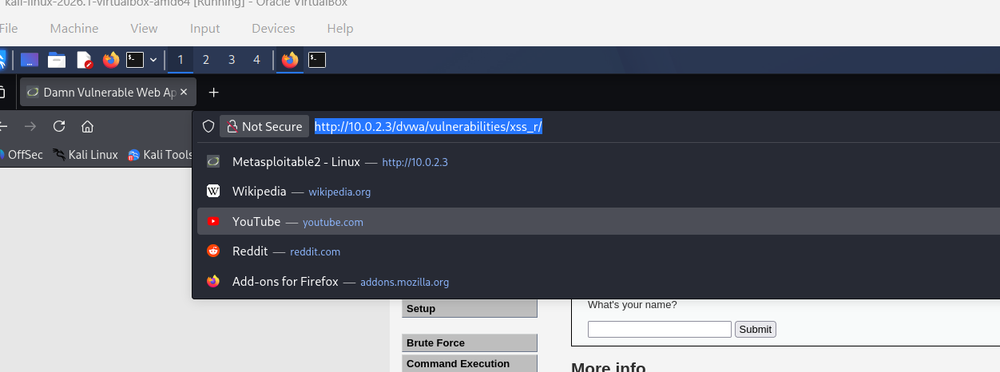 kali-linux-2026.1-virtualbox-amd64 [Running] - Oracle VirtualBox
File Machine View Input Devices Help
1 2 3 4
Damn Vulnerable Web Ap
Not Secure http://10.0.2.3/dvwa/vulnerabilities/xss_r/
OffSec Kali Linux Kali Tools
Metasploitable2 - Linux — http://10.0.2.3
Wikipedia — wikipedia.org
YouTube — youtube.com
Reddit — reddit.com
Add-ons for Firefox — addons.mozilla.org
Setup
What's your name?
Submit
Brute Force
Command Execution
More info